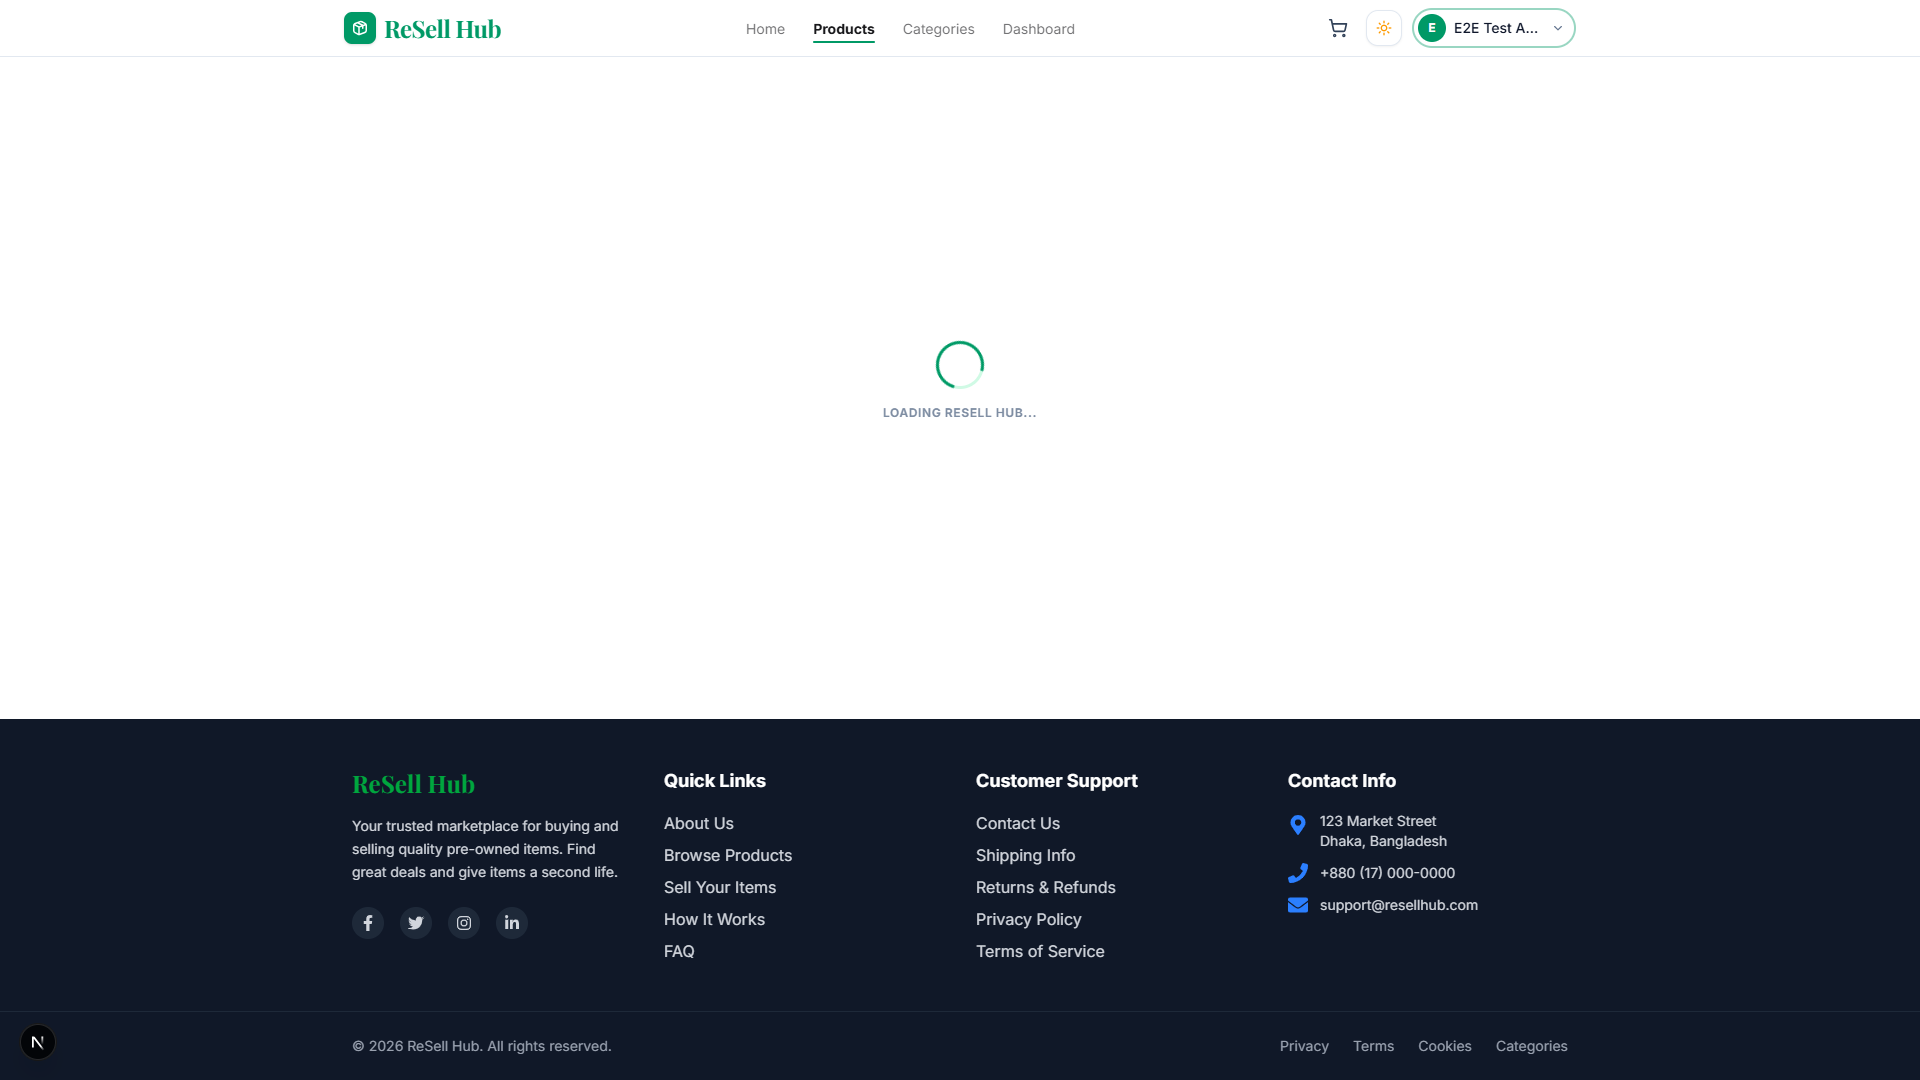 ReSell Hub
Home
Products
Categories
Dashboard
E
E2E Test A...
LOADING RESELL HUB...
ReSell Hub
Your trusted marketplace for buying and
selling quality pre-owned items. Find
great deals and give items a second life.
Quick Links
About Us
Browse Products
Sell Your Items
How It Works
FAQ
Customer Support
Contact Us
Shipping Info
Returns & Refunds
Privacy Policy
Terms of Service
Contact Info
123 Market Street
Dhaka, Bangladesh
+880 (17) 000-0000
support@resellhub.com
N
© 2026 ReSell Hub. All rights reserved.
Privacy
Terms
Cookies
Categories